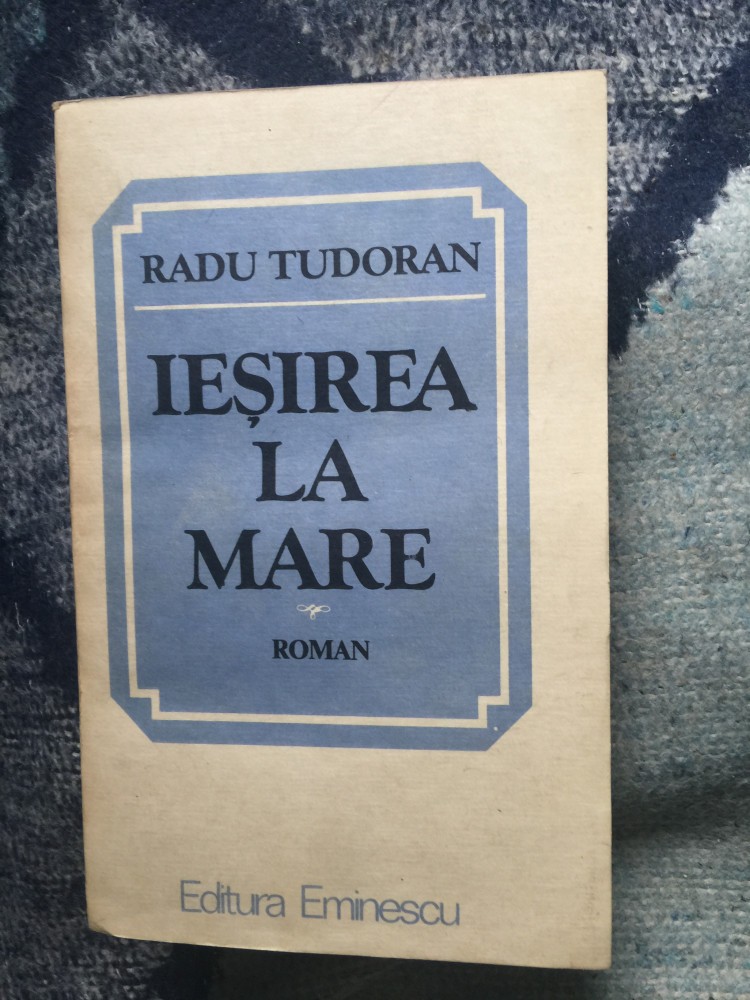 RADU TUDORAN
IEȘIREA
LA
MARE
ROMAN
Editura Eminescu